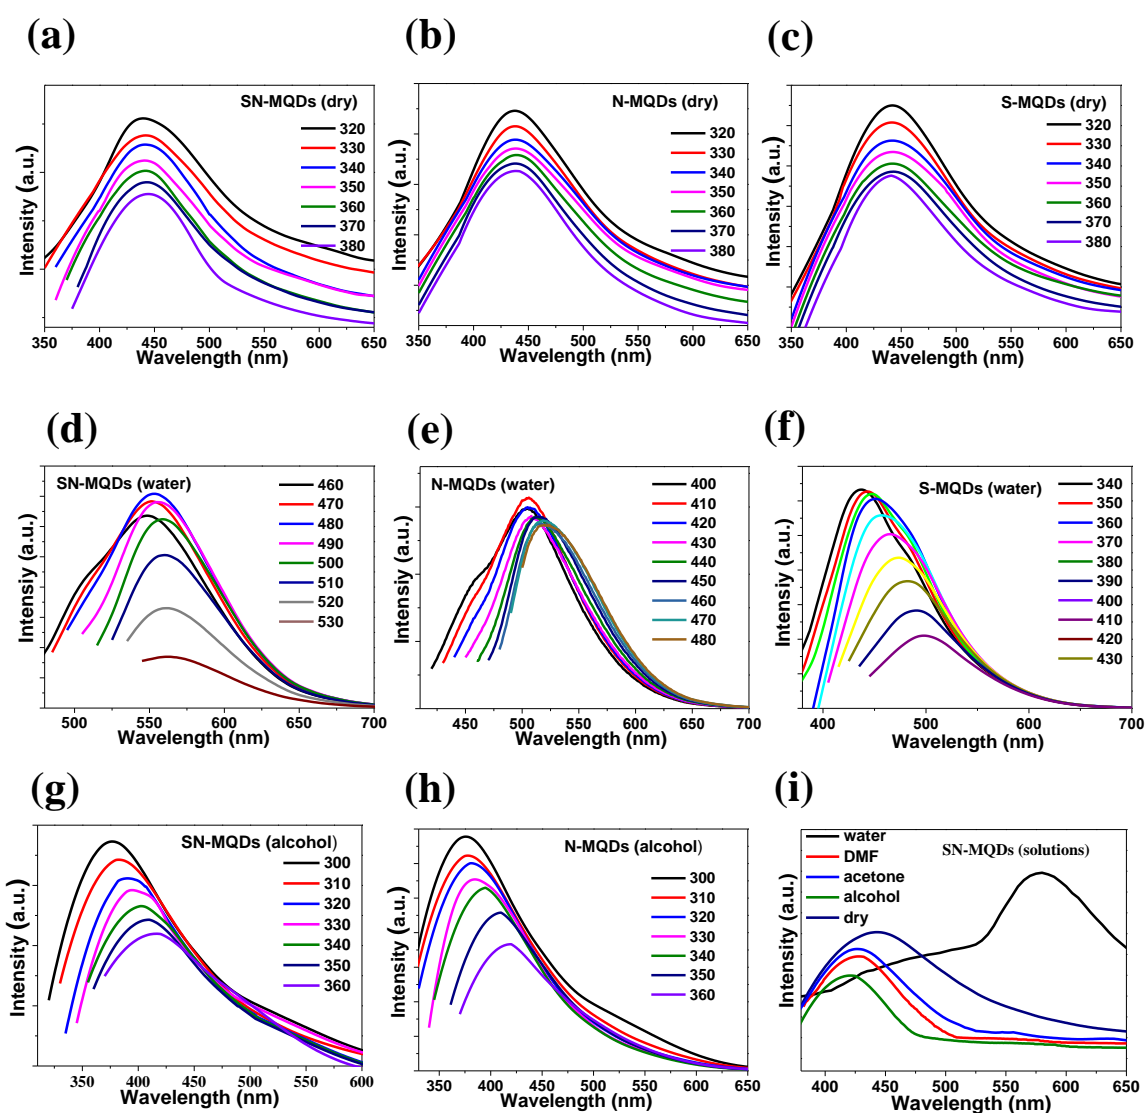 (a)
(b)
(c)
Intensity (a.u.)
SN-MQDs (dry)
320
330
340
350
360
370
380
350 400 450 500 550 600 650
Wavelength (nm)
Intensity (a.u.)
N-MQDs (dry)
320
330
340
350
360
370
380
350 400 450 500 550 600 650
Wavelength (nm)
Intensity (a.u.)
S-MQDs (dry)
320
330
340
350
360
370
380
350 400 450 500 550 600 650
Wavelength (nm)
(d)
(e)
(f)
Intensiy (a.u.)
SN-MQDs (water)
460
470
480
490
500
510
520
530
500 550 600 650 700
Wavelength (nm)
Intensiy (a.u.)
N-MQDs (water)
400
410
420
430
440
450
460
470
480
450 500 550 600 650 700
Wavelength (nm)
Intensiy (a.u.)
S-MQDs (water)
340
350
360
370
380
390
400
410
420
430
400 500 600 700
Wavelength (nm)
(g)
(h)
(i)
Intensity (a.u.)
SN-MQDs (alcohol)
300
310
320
330
340
350
360
350 400 450 500 550 600
Wavelength (nm)
Intensity (a.u.)
N-MQDs (alcohol)
300
310
320
330
340
350
360
350 400 450 500 550 600 650
Wavelength (nm)
Intensity (a.u.)
SN-MQDs (solutions)
water
DMF
acetone
alcohol
dry
400 450 500 550 600 650
Wavelength (nm)